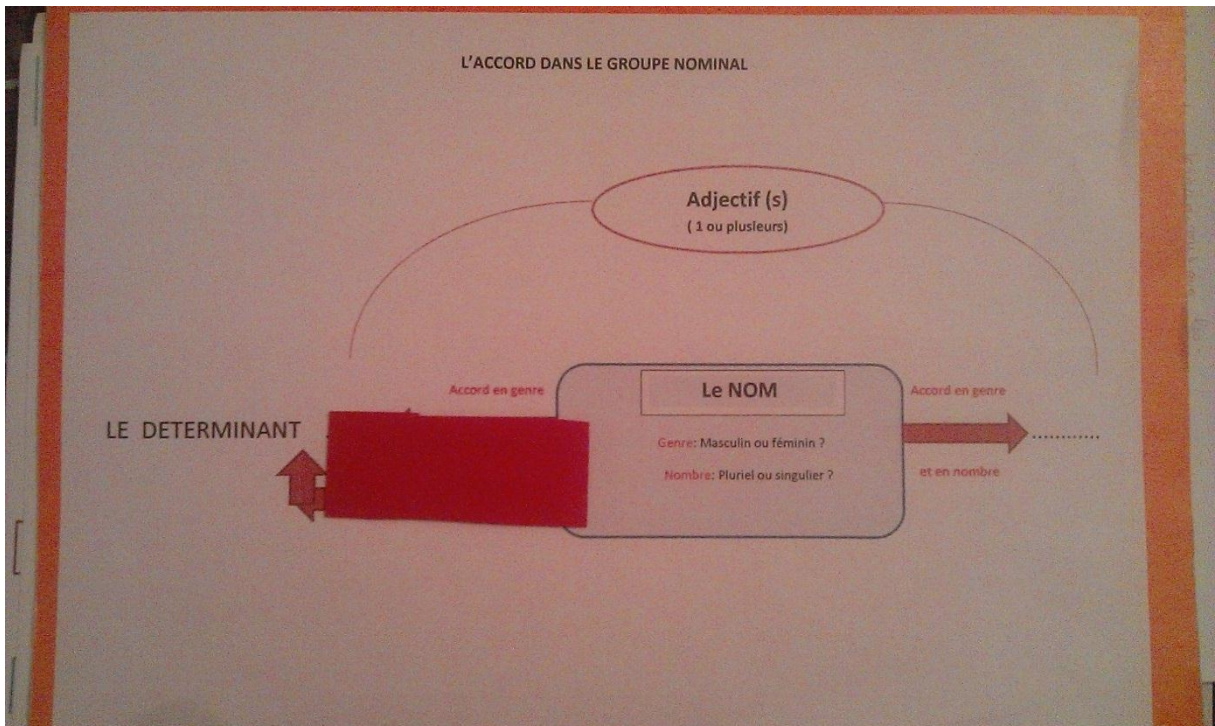 L'ACCORD DANS LE GROUPE NOMINAL
Adjectif (s)
( 1 ou plusieurs)
Accord en genre
Le NOM
Accord en genre
LE DETERMINANT
Genre: Masculin ou féminin ?
............
Nombre: Pluriel ou singulier ?
et en nombre